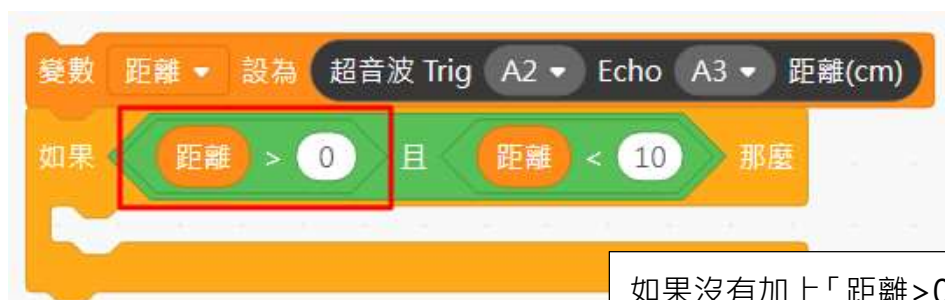 變數 距離 設為 超音波 Trig A2 Echo A3 距離(cm)
如果 距離 > 0 且 距離 < 10 那麼
如果沒有加上「距離>0